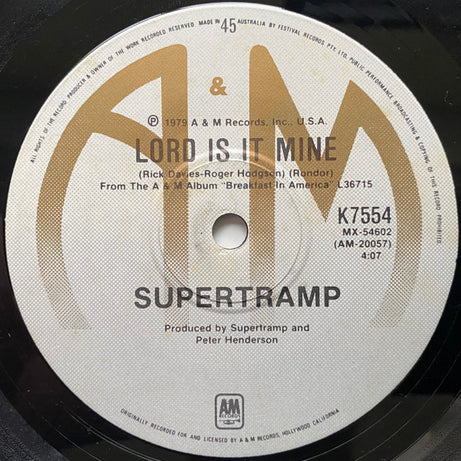 ALL RIGHTS OF THE RECORD PRODUCER & OWNER OF THE WORK RECORDED RESERVED. MADE IN AUSTRALIA BY FESTIVAL RECORDS PTY. LTD. PUBLIC PERFORMANCE BROADCASTING & COPYING OF THIS RECORD PROHIBITED
45
A & M
℗ 1979 A & M Records, Inc., U.S.A.
LORD IS IT MINE
(Rick Davies-Roger Hodgson) (Rondor)
From The A & M Album "Breakfast In America" L36715
K7554
MX-54602
(AM-20057)
4:07
SUPERTRAMP
Produced by Supertramp and
Peter Henderson
AM
RECORDS
ORIGINALLY RECORDED FOR AND LICENSED BY A & M RECORDS, HOLLYWOOD CALIFORNIA